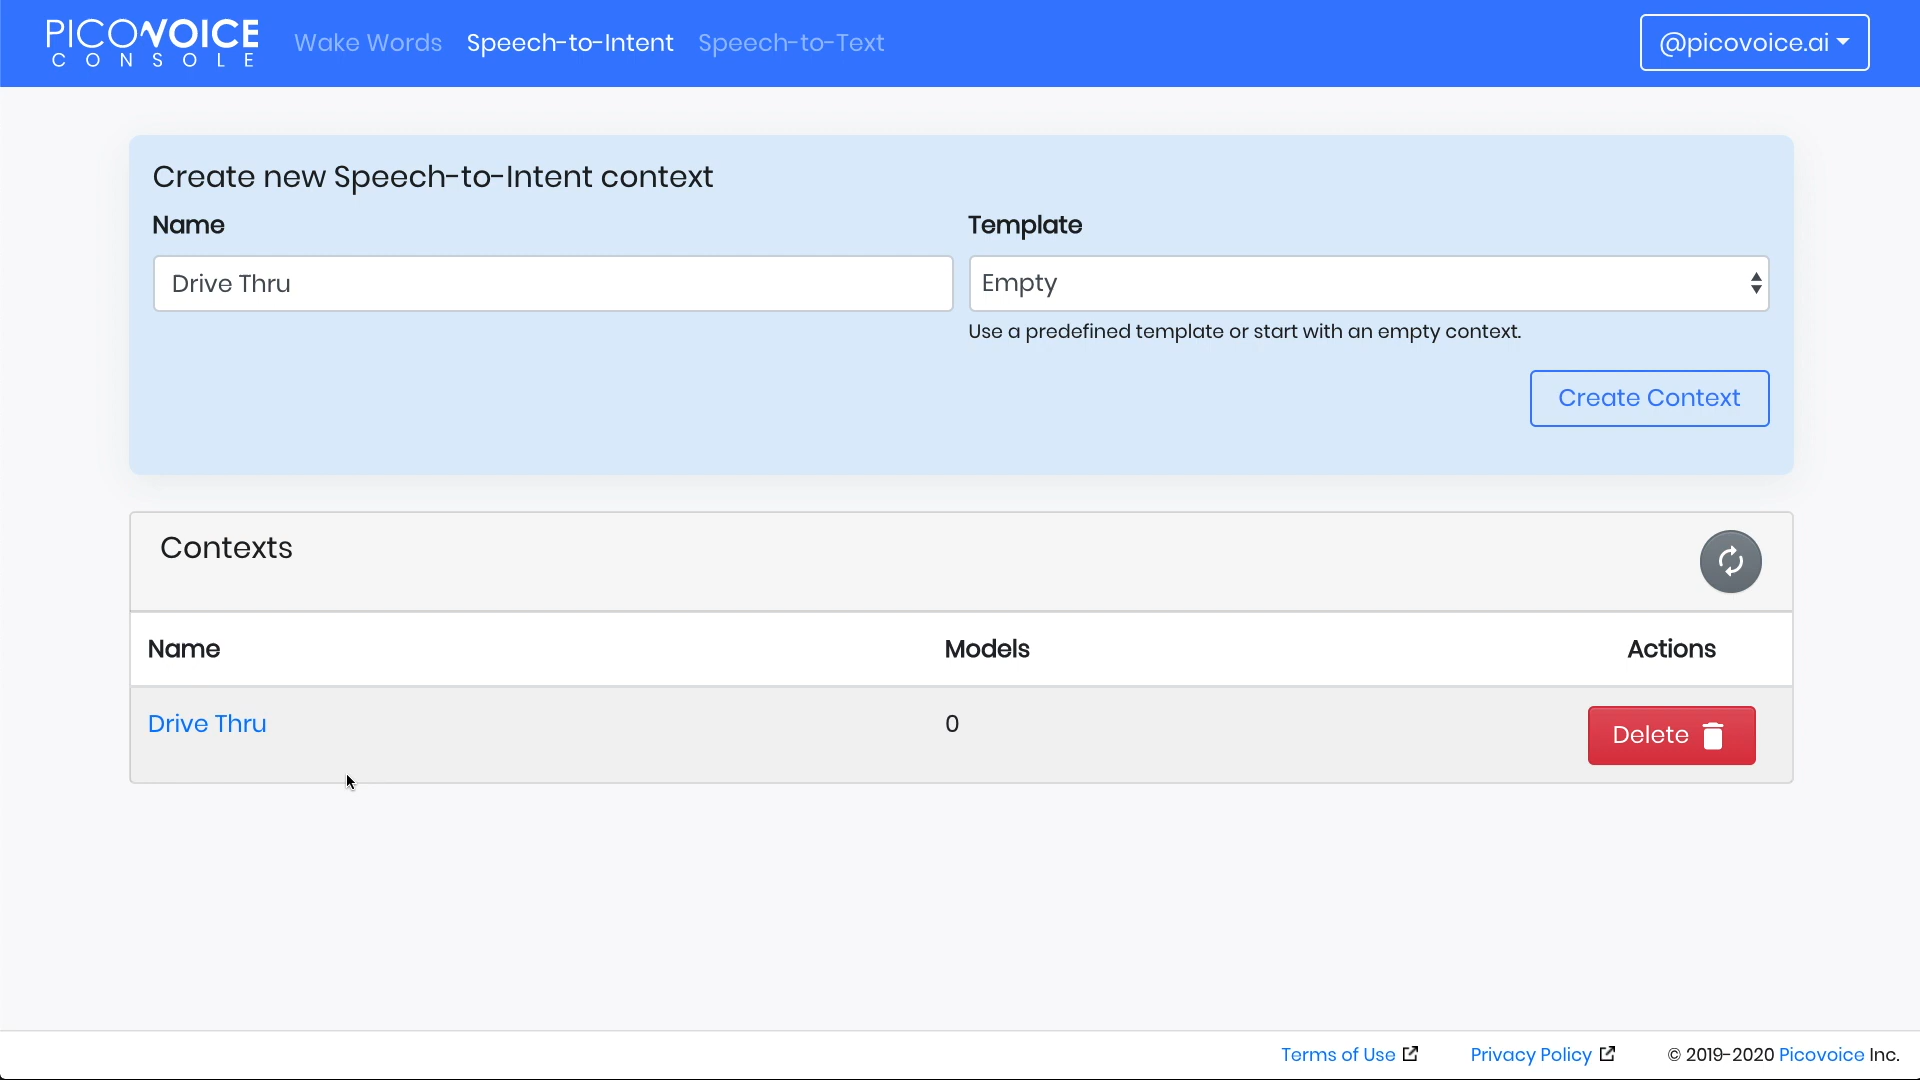 PICOVOICE
CONSOLE
Wake Words Speech-to-Intent Speech-to-Text
@picovoice.ai
Create new Speech-to-Intent context
Name Template
Drive Thru Empty
Use a predefined template or start with an empty context.
Create Context
Contexts
Name Models Actions
Drive Thru 0 Delete
Terms of Use Privacy Policy © 2019-2020 Picovoice Inc.